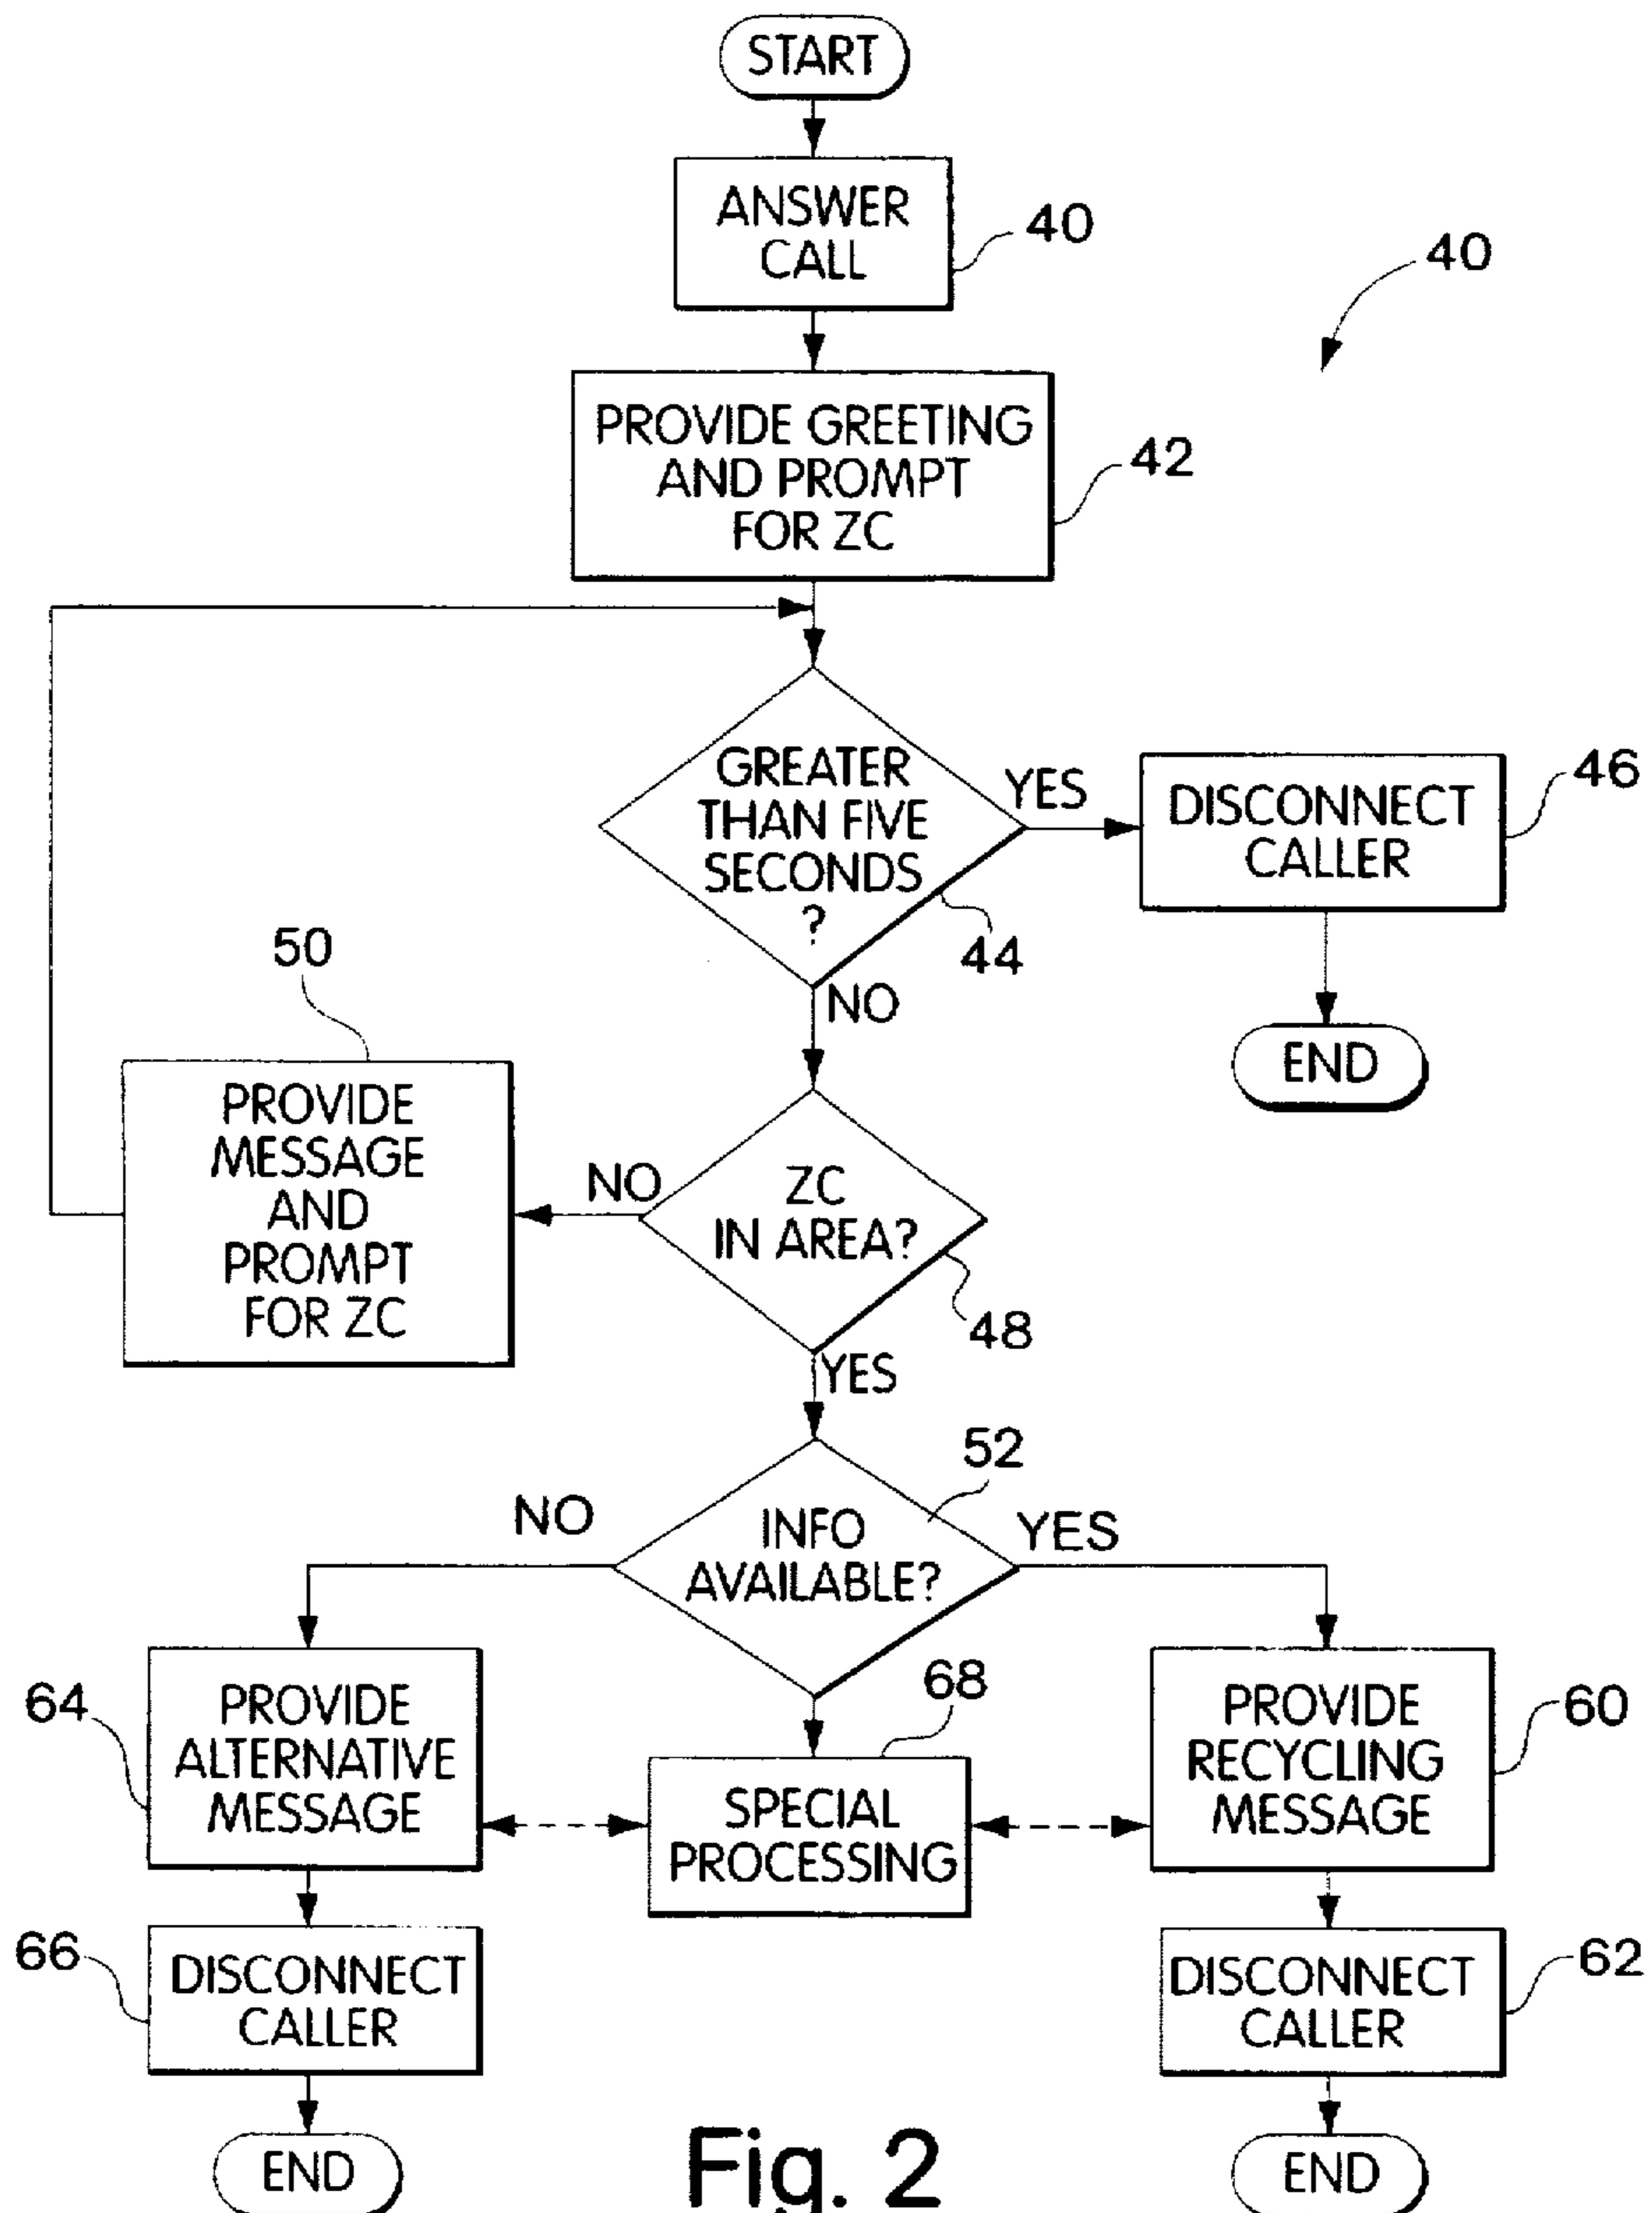 START
ANSWER
CALL
40
40
PROVIDE GREETING
AND PROMPT
FOR ZC
42
GREATER
THAN FIVE
SECONDS
?
YES
44
NO
DISCONNECT
CALLER
46
END
50
PROVIDE
MESSAGE
AND
PROMPT
FOR ZC
NO
ZC
IN AREA?
48
YES
52
INFO
AVAILABLE?
NO
YES
64
PROVIDE
ALTERNATIVE
MESSAGE
68
SPECIAL
PROCESSING
PROVIDE
RECYCLING
MESSAGE
60
66
DISCONNECT
CALLER
DISCONNECT
CALLER
62
END
Fig. 2
END